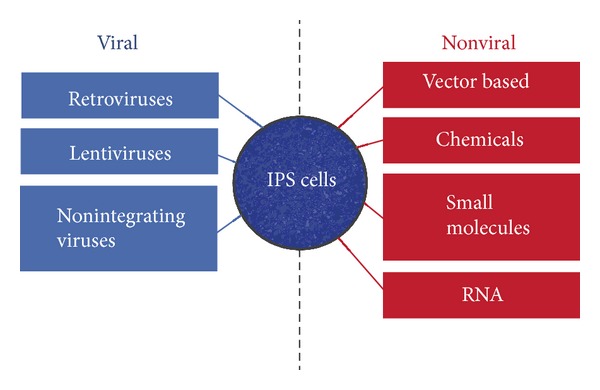 Viral
Nonviral
Retroviruses
Lentiviruses
Nonintegrating
viruses
IPS cells
Vector based
Chemicals
Small
molecules
RNA